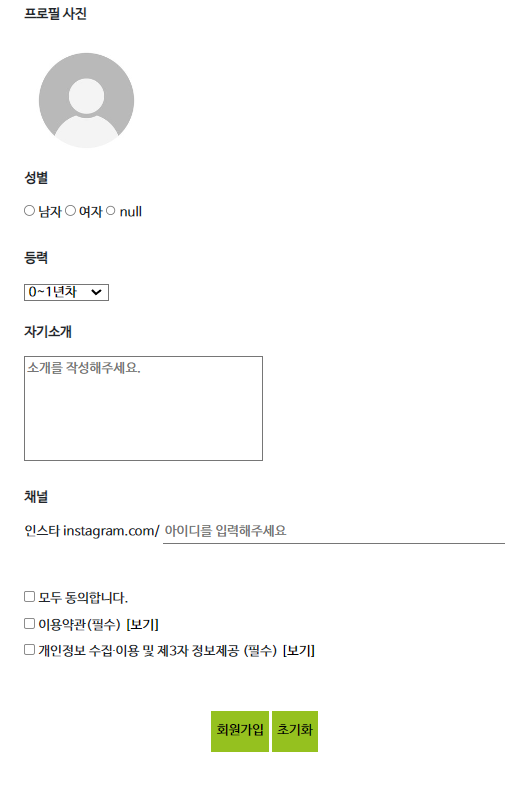 프로필 사진
성별
남자 여자 null
등력
0~1년차
자기소개
소개를 작성해주세요.
채널
인스타 instagram.com/ 아이디를 입력해주세요
모두 동의합니다.
이용약관(필수) [보기]
개인정보 수집·이용 및 제3자 정보제공 (필수) [보기]
회원가입 초기화